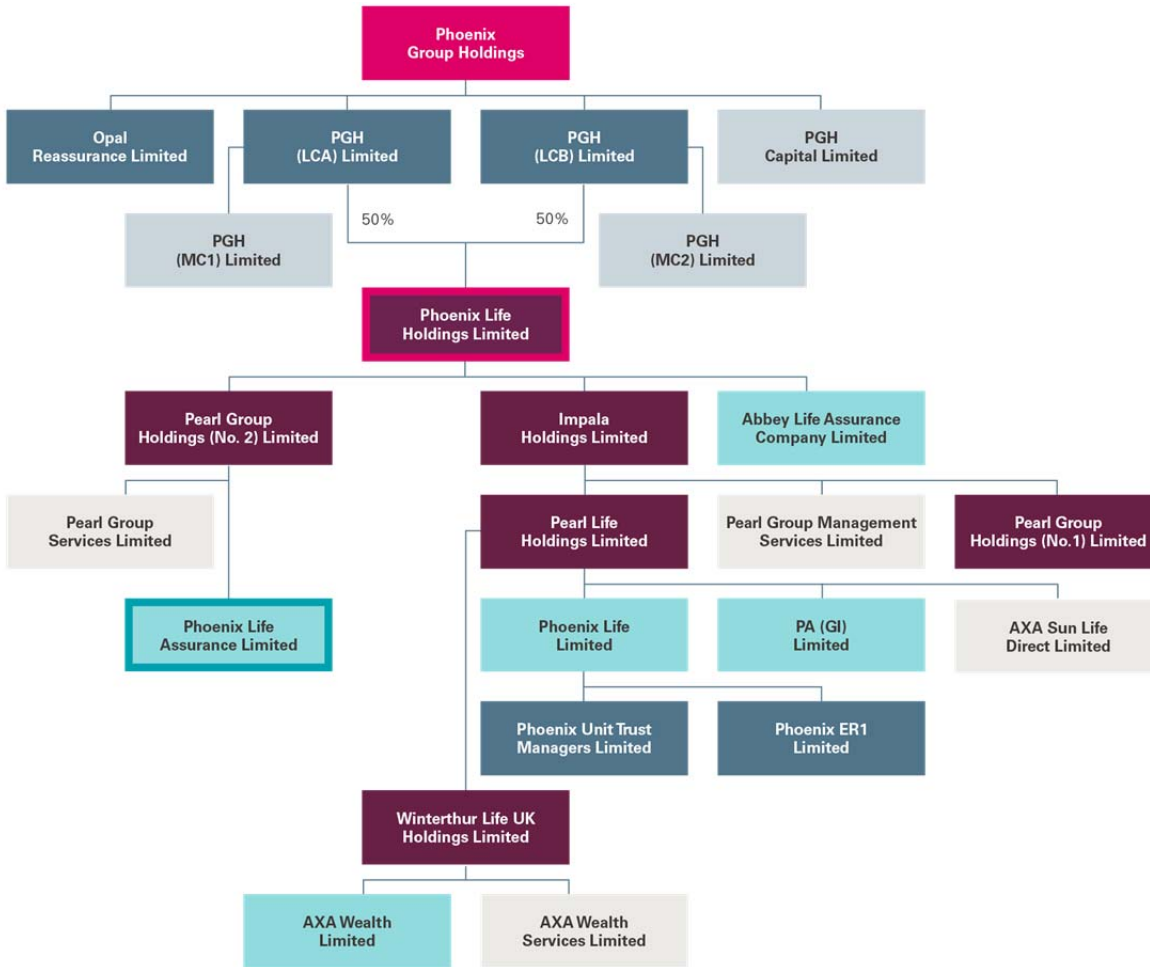 Phoenix
Group Holdings
Opal
Reassurance Limited
PGH
(LCA) Limited
PGH
(LCB) Limited
PGH
Capital Limited
PGH
(MC1) Limited
50%
50%
PGH
(MC2) Limited
Phoenix Life
Holdings Limited
Pearl Group
Holdings (No. 2) Limited
Impala
Holdings Limited
Abbey Life Assurance
Company Limited
Pearl Group
Services Limited
Pearl Life
Holdings Limited
Pearl Group Management
Services Limited
Pearl Group
Holdings (No.1) Limited
Phoenix Life
Assurance Limited
Phoenix Life
Limited
PA (GI)
Limited
AXA Sun Life
Direct Limited
Phoenix Unit Trust
Managers Limited
Phoenix ER1
Limited
Winterthur Life UK
Holdings Limited
AXA Wealth
Limited
AXA Wealth
Services Limited